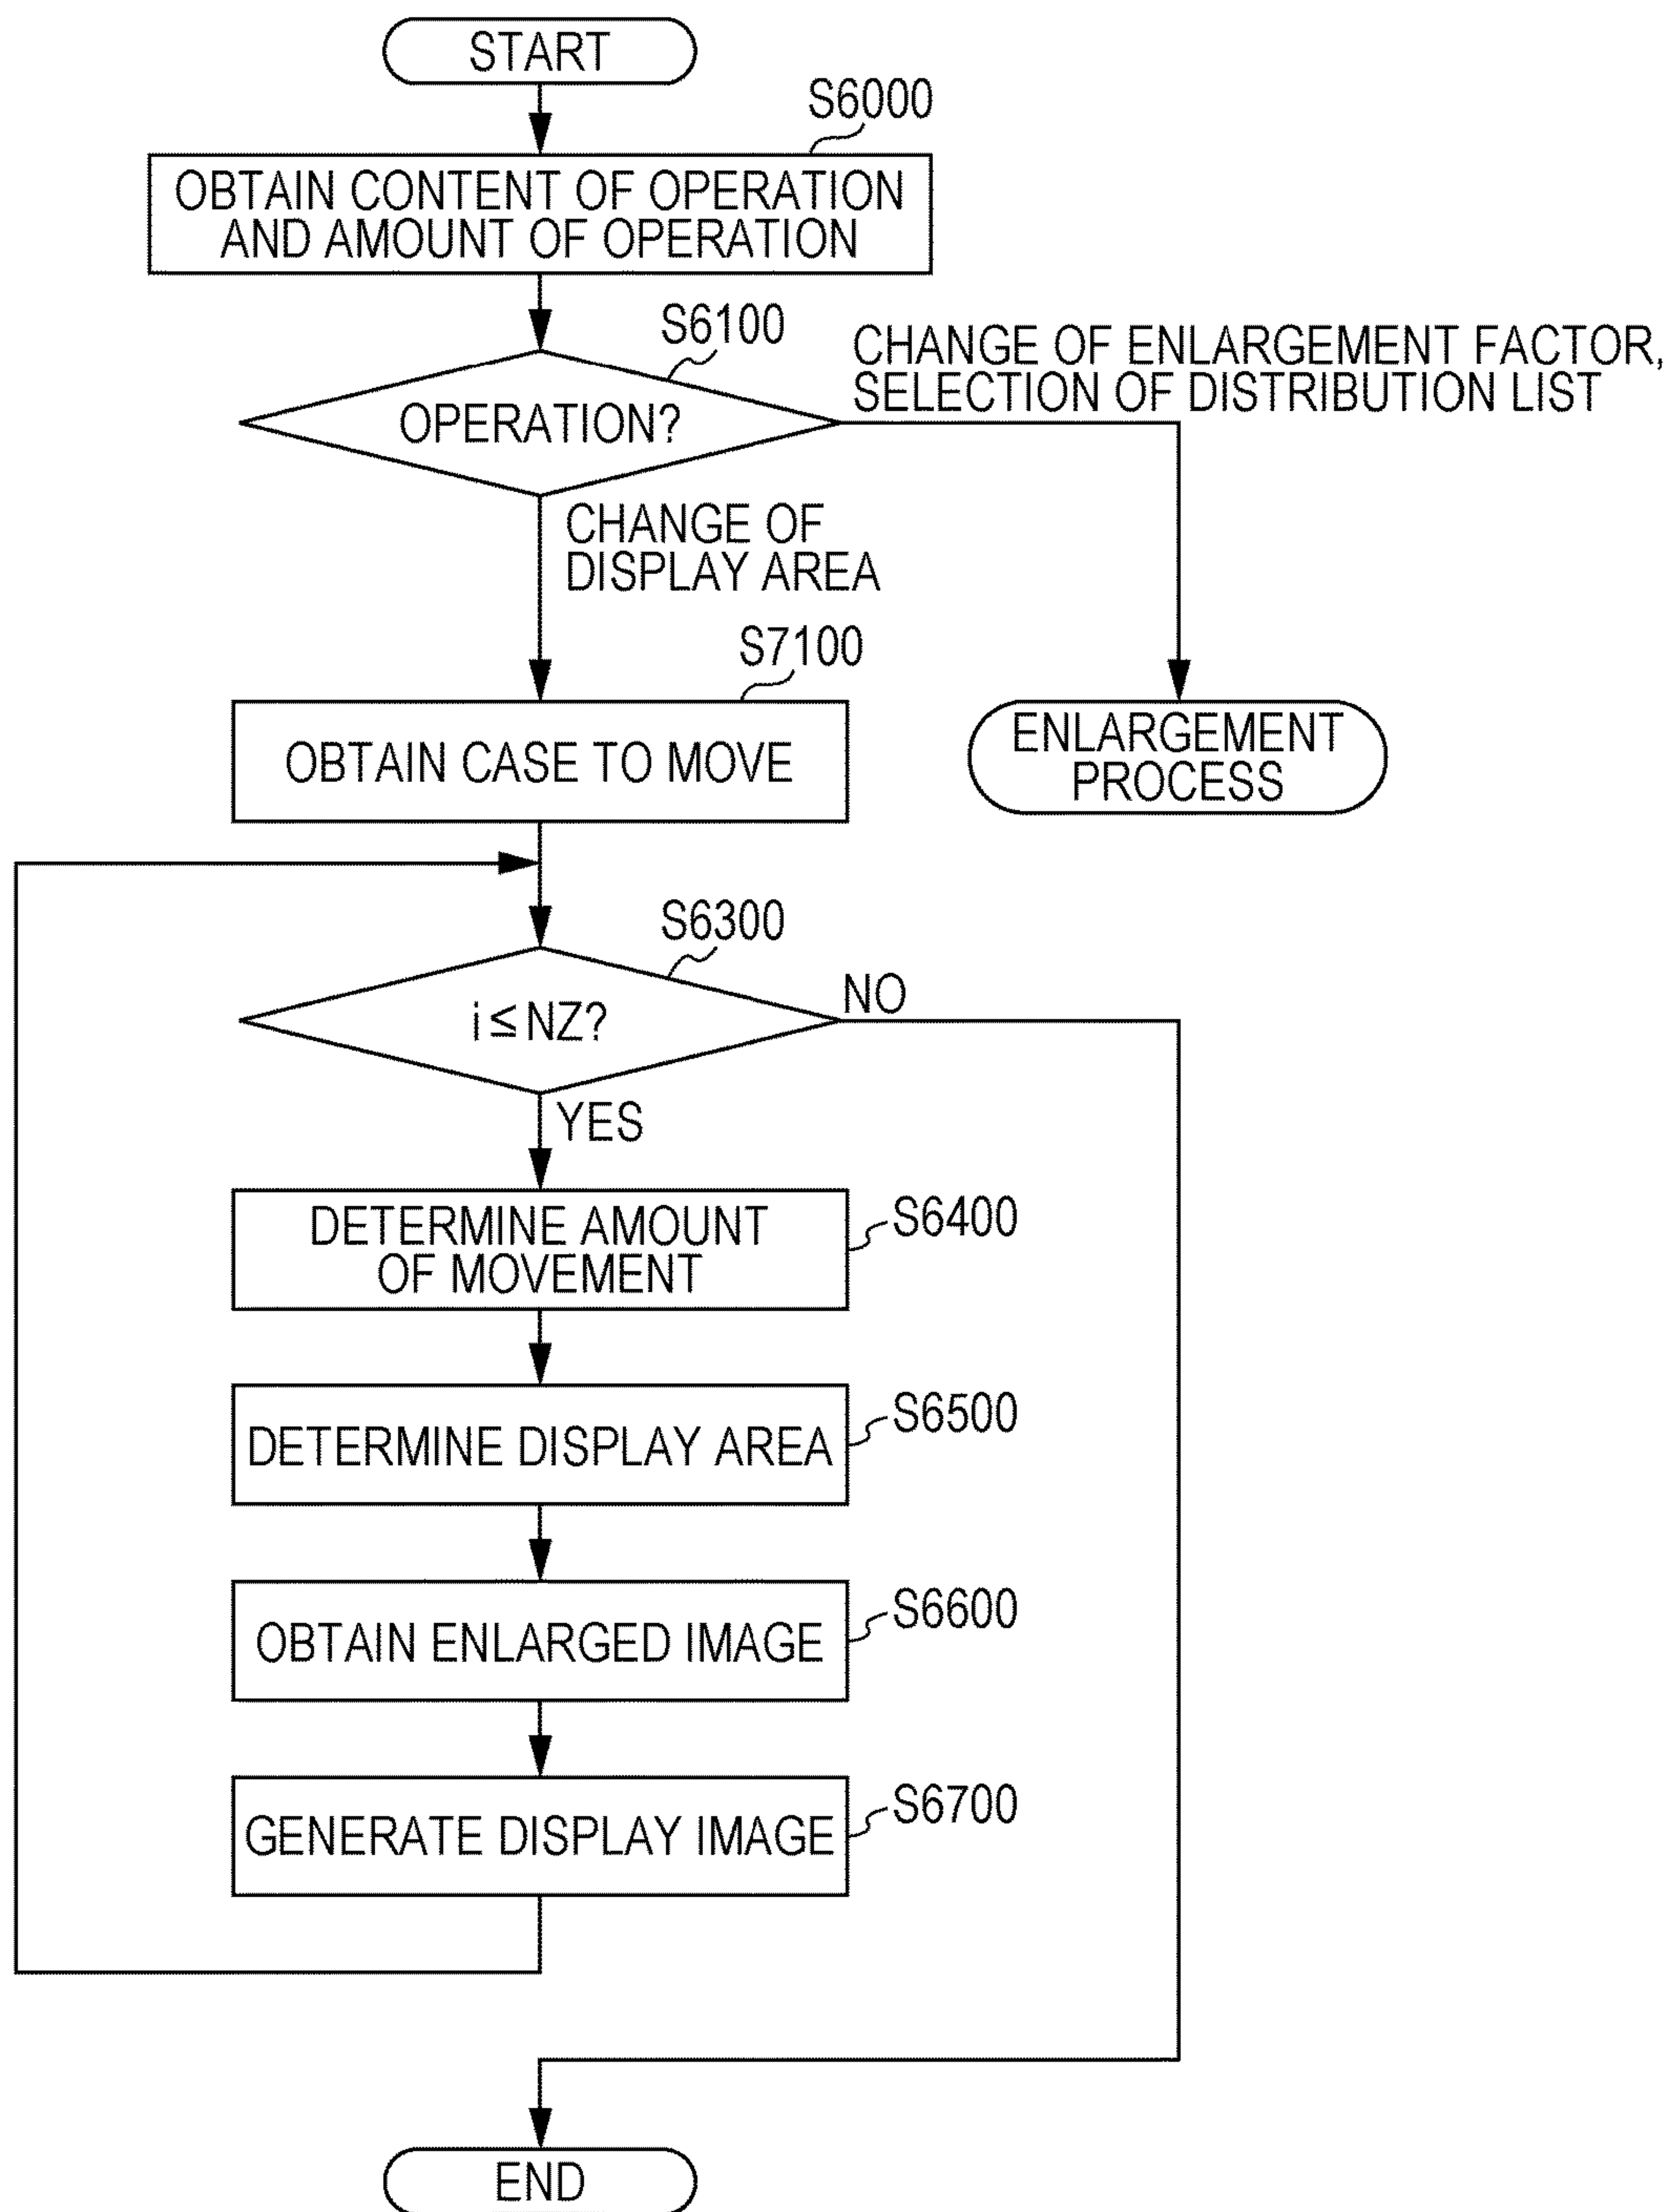 START
S6000
OBTAIN CONTENT OF OPERATION
AND AMOUNT OF OPERATION
S6100
OPERATION?
CHANGE OF ENLARGEMENT FACTOR,
SELECTION OF DISTRIBUTION LIST
CHANGE OF
DISPLAY AREA
S7100
OBTAIN CASE TO MOVE
ENLARGEMENT
PROCESS
S6300
i≤NZ?
NO
YES
DETERMINE AMOUNT
OF MOVEMENT
S6400
DETERMINE DISPLAY AREA
S6500
OBTAIN ENLARGED IMAGE
S6600
GENERATE DISPLAY IMAGE
S6700
END